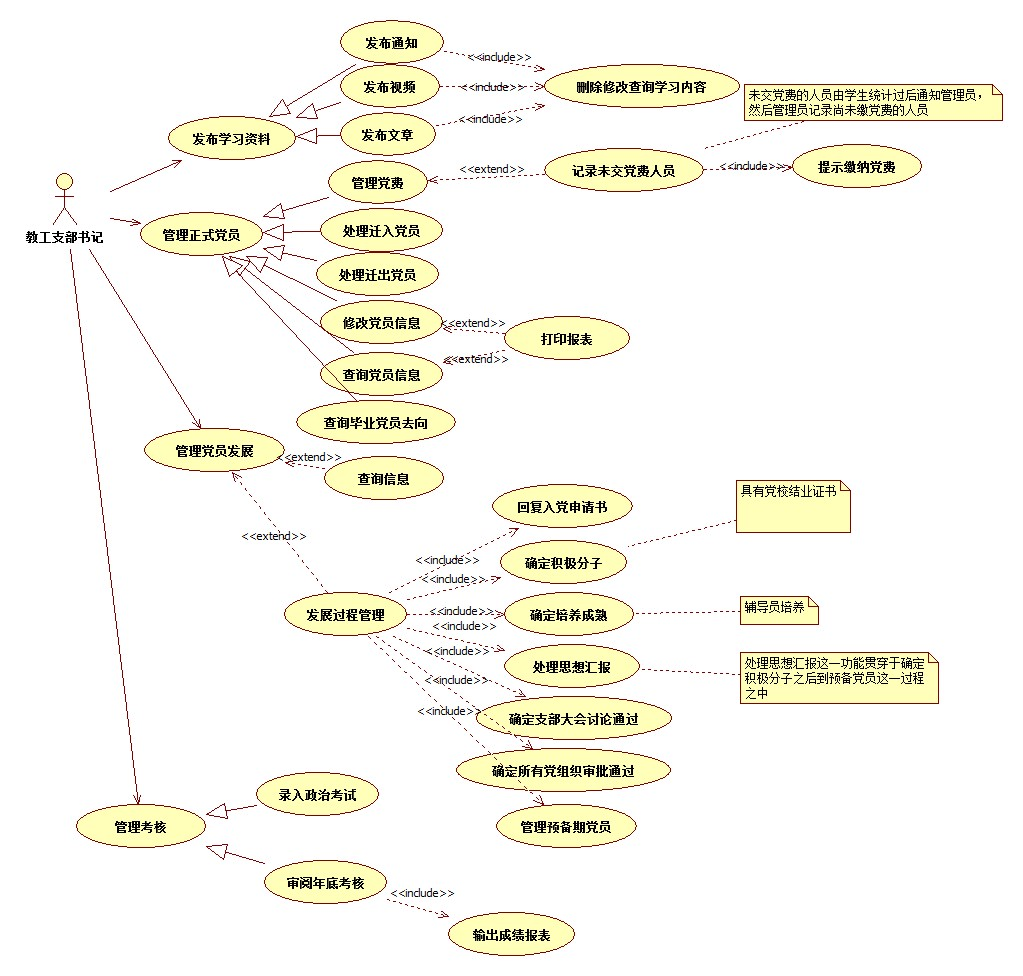 发布通知
<<include>>
发布视频
<<include>>
删除修改查询学习内容
未交党费的人员由学生统计过后通知管理员，
然后管理员记录尚未缴党费的人员
发布学习资料
发布文章
<<include>>
管理党费
<<extend>>
记录未交党费人员
<<include>>
提示缴纳党费
教工支部书记
管理正式党员
处理迁入党员
处理迁出党员
修改党员信息
<<extend>>
打印报表
查询党员信息
<<extend>>
查询毕业党员去向
管理党员发展
<<extend>>
查询信息
<<extend>>
回复入党申请书
具有党校结业证书
<<include>>
确定积极分子
<<include>>
发展过程管理
<<include>>
确定培养成熟
辅导员培养
<<include>>
<<include>>
处理思想汇报
处理思想汇报这一功能贯穿于确定
积极分子之后到预备党员这一过程
之中
<<include>>
<<include>>
确定支部大会讨论通过
确定所有党组织审批通过
管理预备期党员
录入政治考试
管理考核
审阅年底考核
<<include>>
输出成绩报表